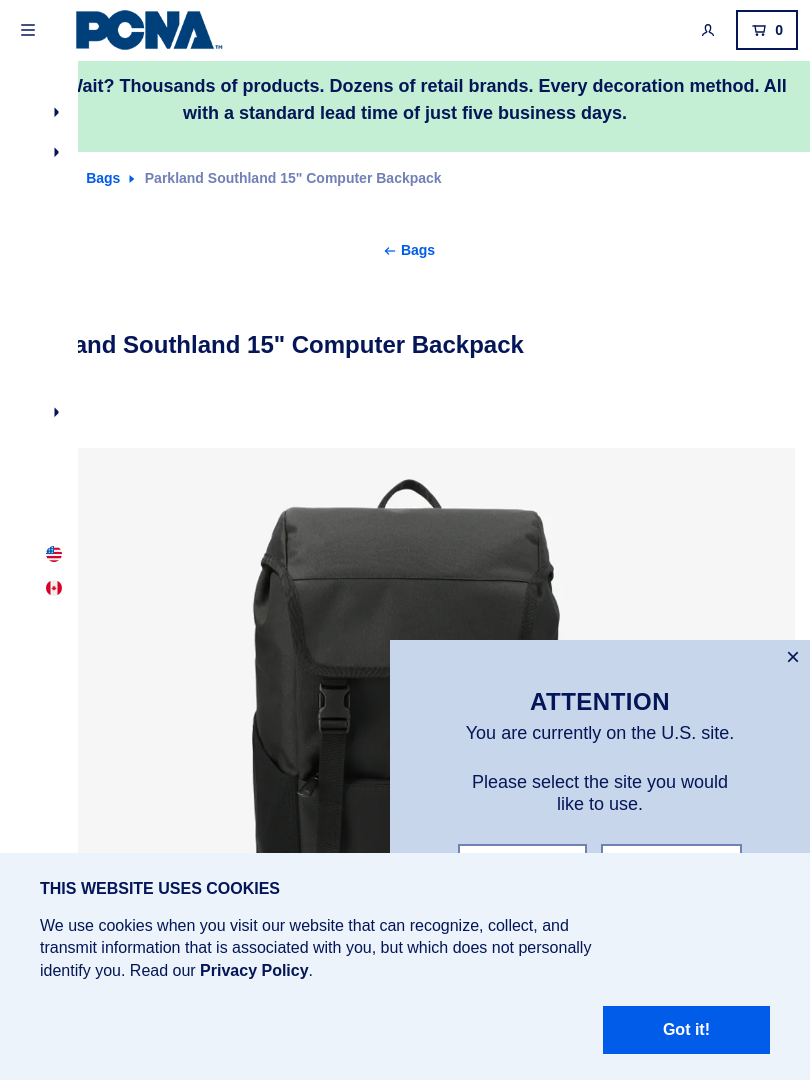 PCNA™
0
Wait? Thousands of products. Dozens of retail brands. Every decoration method. All
with a standard lead time of just five business days.
Bags
Parkland Southland 15" Computer Backpack
Bags
and Southland 15" Computer Backpack
ATTENTION
You are currently on the U.S. site.
Please select the site you would
like to use.
THIS WEBSITE USES COOKIES
We use cookies when you visit our website that can recognize, collect, and
transmit information that is associated with you, but which does not personally
identify you. Read our Privacy Policy.
Got it!